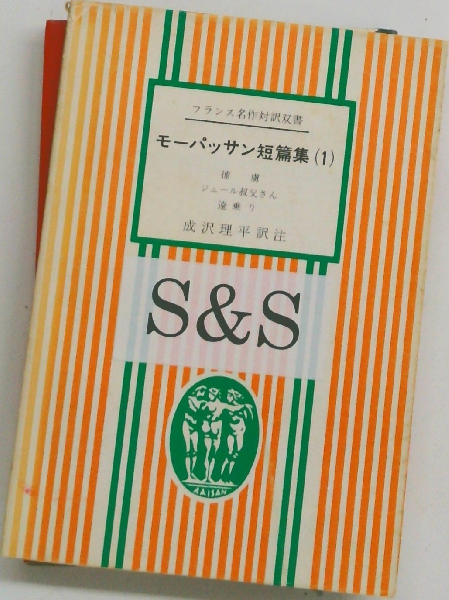 フランス名作対訳双書
モーパッサン短篇集(1)
捕虜
ジュール叔父さん
遠乗り
成沢理平訳注
S&S
KAISAN